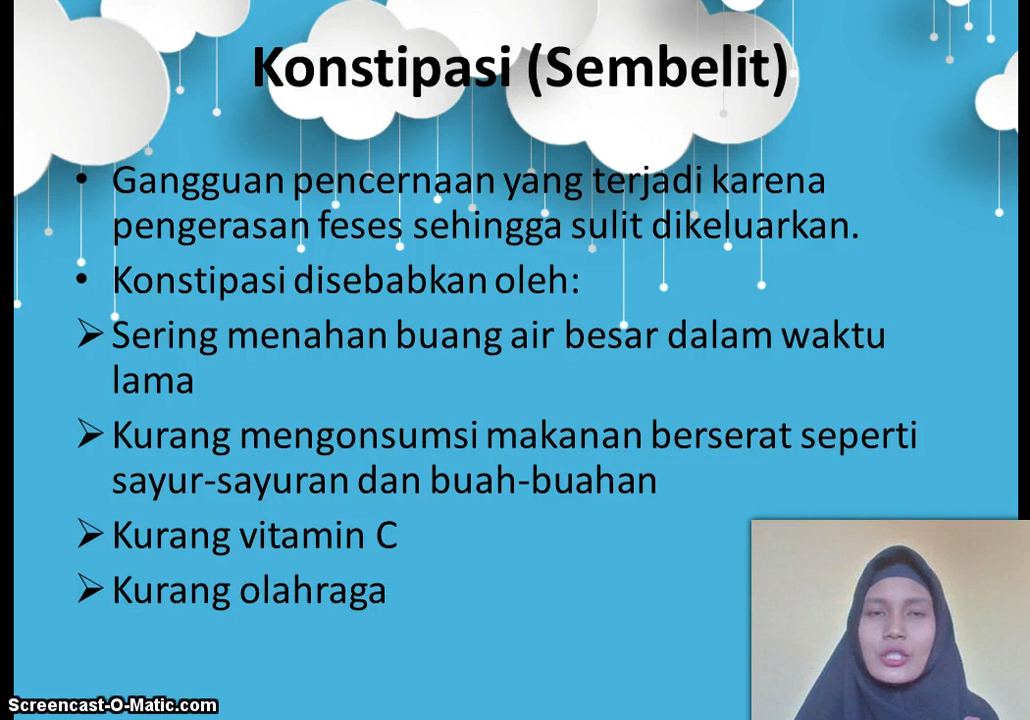 Konstipasi (Sembelit)
• Gangguan pencernaan yang terjadi karena
pengerasan feses sehingga sulit dikeluarkan.
• Konstipasi disebabkan oleh:
➢ Sering menahan buang air besar dalam waktu
lama
➢ Kurang mengonsumsi makanan berserat seperti
sayur-sayuran dan buah-buahan
➢ Kurang vitamin C
➢ Kurang olahraga
Screencast-O-Matic.com